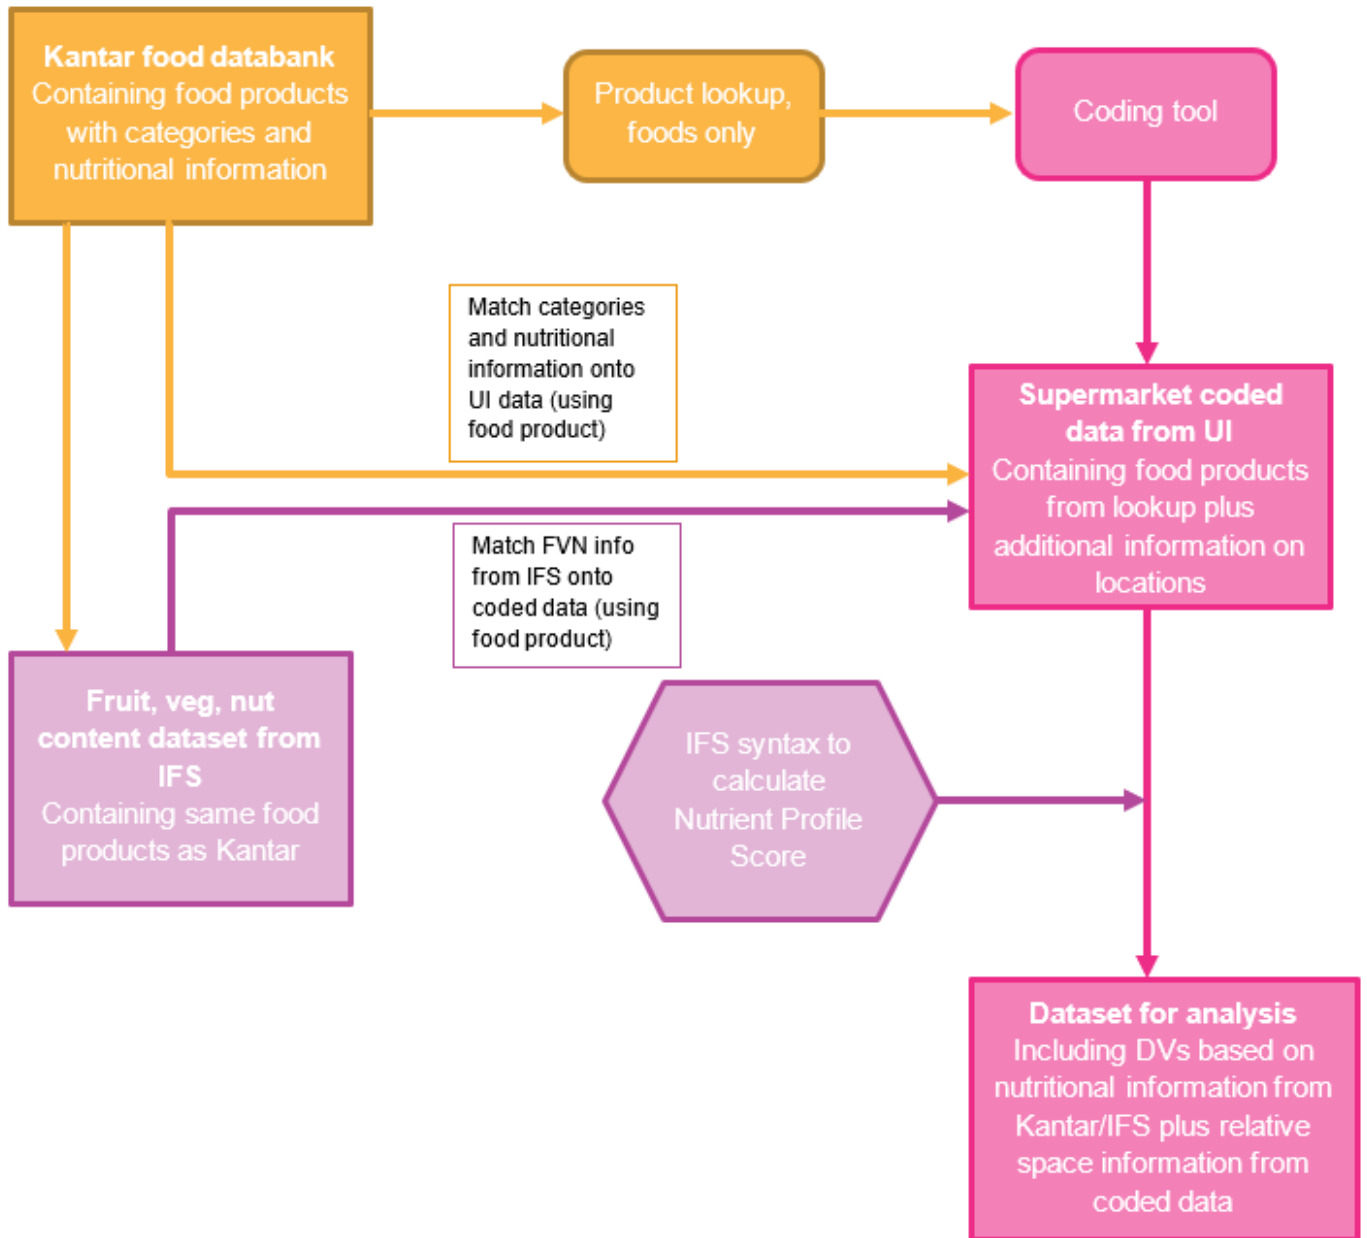 Kantar food databank
Containing food products
with categories and
nutritional information
Product lookup,
foods only
Coding tool
Match categories
and nutritional
information onto
UI data (using
food product)
Supermarket coded
data from UI
Containing food products
from lookup plus
additional information on
locations
Match FVN info
from IFS onto
coded data (using
food product)
Fruit, veg, nut
content dataset from
IFS
Containing same food
products as Kantar
IFS syntax to
calculate
Nutrient Profile
Score
Dataset for analysis
Including DVs based on
nutritional information from
Kantar/IFS plus relative
space information from
coded data